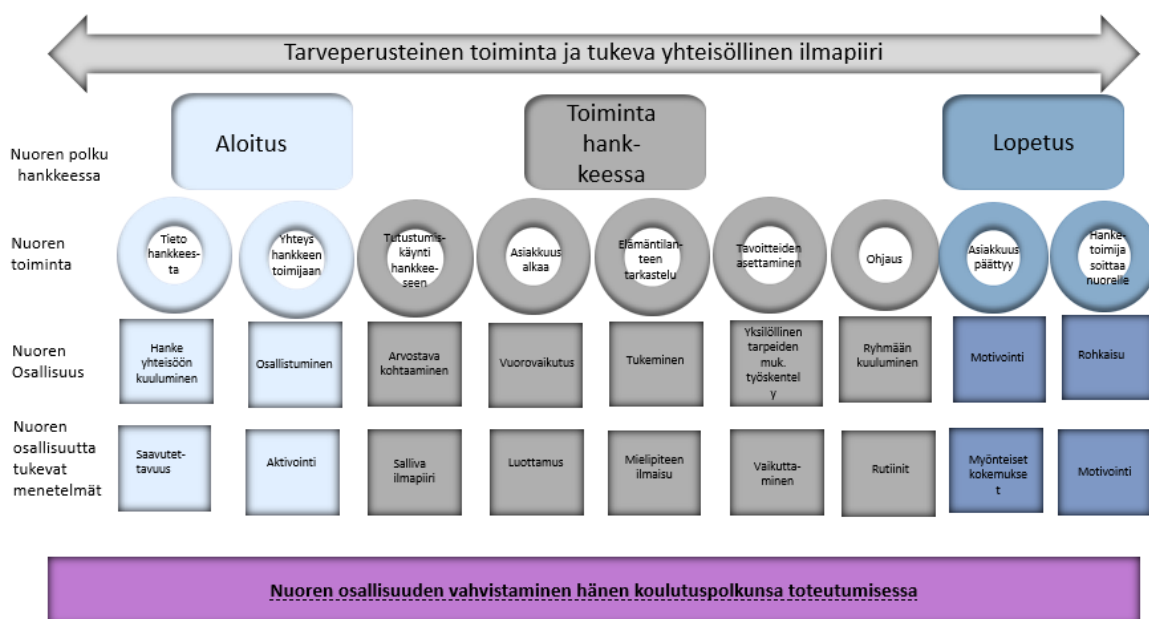 Tarveperusteinen toiminta ja tukeva yhteisöllinen ilmapiiri
Nuoren polku
hankkeessa
Aloitus
Toiminta
hank-
keessa
Lopetus
Nuoren
toiminta
Tieto
hankkees-
ta
Yhteys
hankkeen
toimijaan
Tutustumis-
käynti
hankkee-
seen
Asiakkuus
alkaa
Elämäntilan-
teen
tarkastelu
Tavoitteiden
asettaminen
Ohjaus
Asiakkuus
päättyy
Hanke-
toimija
soittaa
nuorelle
Nuoren
Osallisuus
Hanke
yhteisöön
kuuluminen
Osallistuminen
Arvostava
kohtaaminen
Vuorovaikutus
Tukeminen
Yksilöllinen
tarpeiden
muk.
työskentel
y
Ryhmään
kuuluminen
Motivointi
Rohkaisu
Nuoren
osallisuutta
tukevat
menetelmät
Saavutet-
tavuus
Aktivointi
Salliva
ilmapiiri
Luottamus
Mielipiteen
ilmaisu
Vaikutta-
minen
Rutiinit
Myönteiset
kokemukse
t
Motivointi
Nuoren osallisuuden vahvistaminen hänen koulutuspolkunsa toteutumisessa